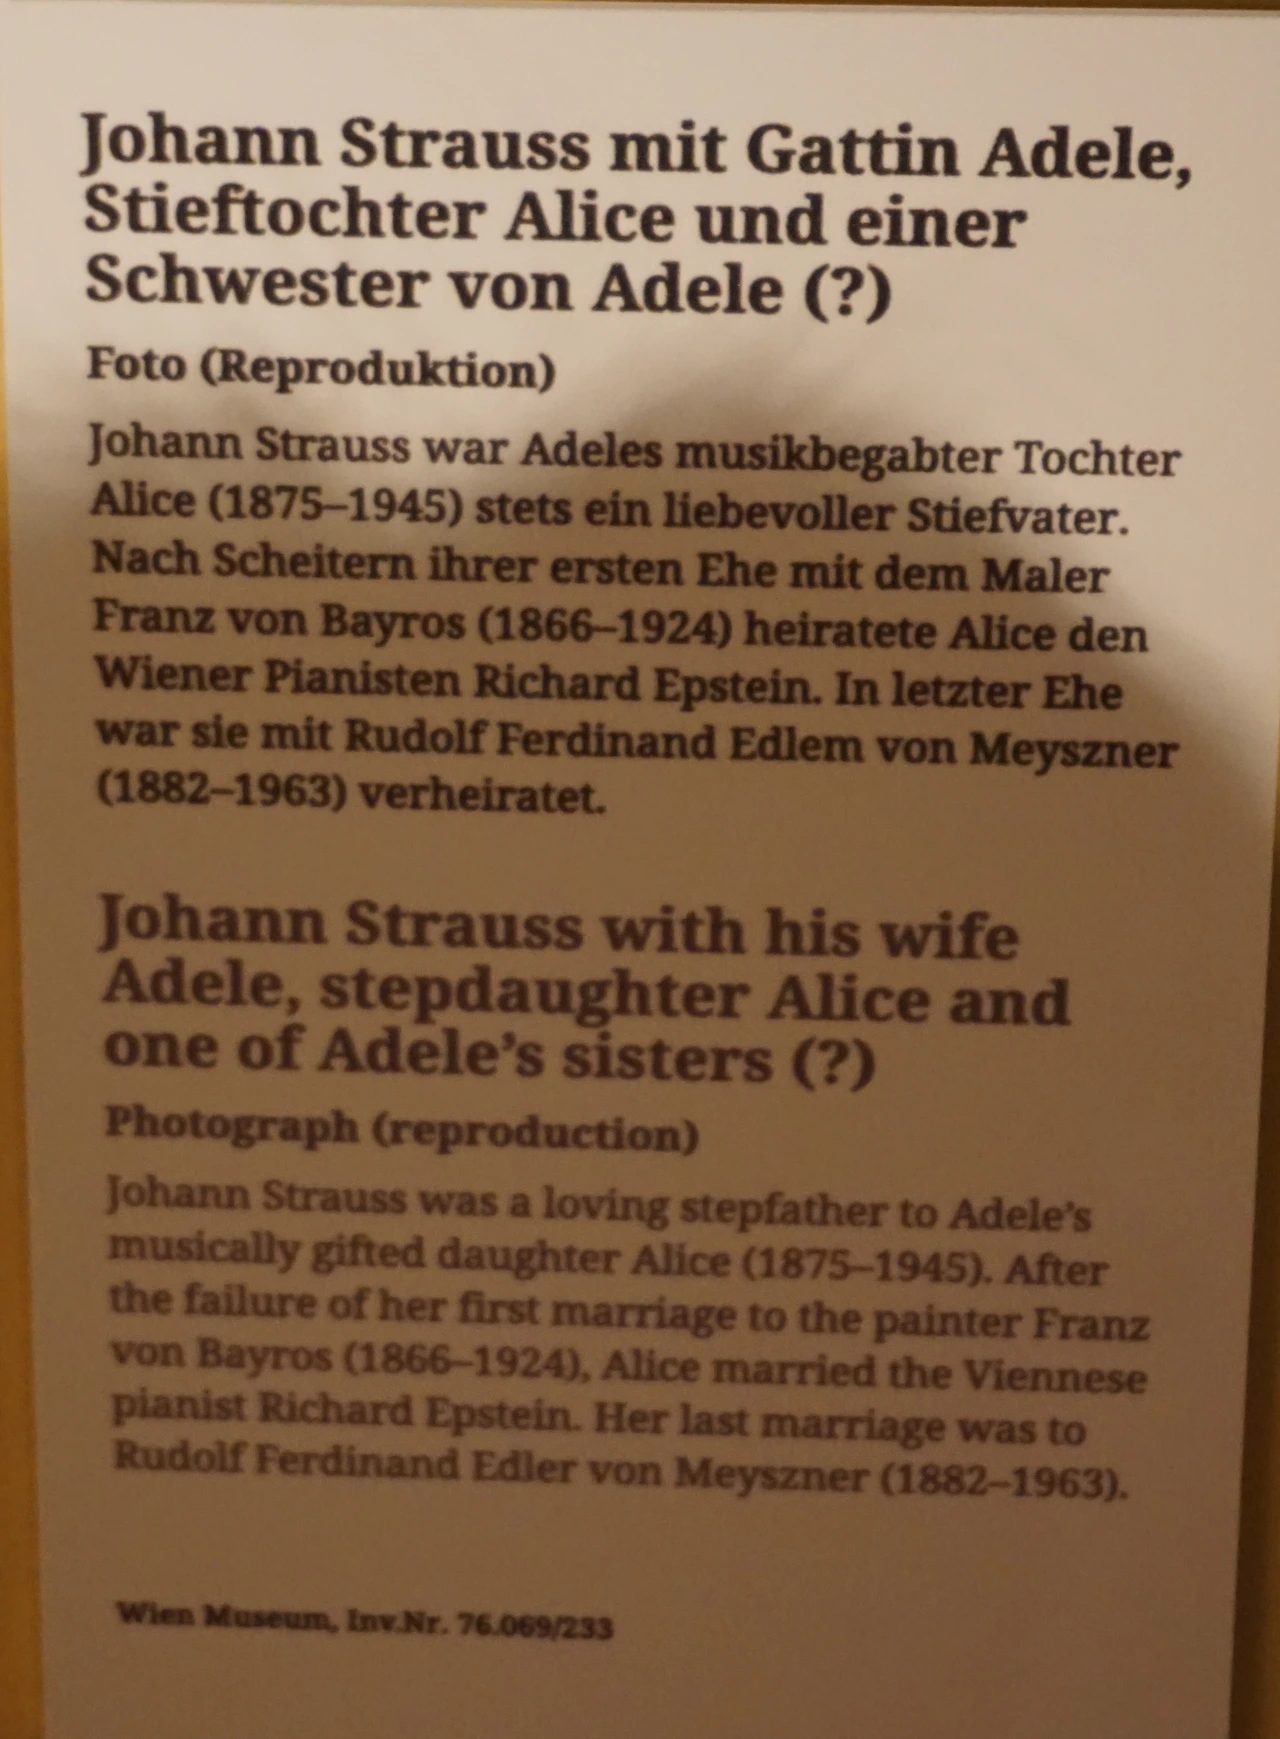 Johann Strauss mit Gattin Adele,
Stieftochter Alice und einer
Schwester von Adele (?)
Foto (Reproduktion)
Johann Strauss war Adeles musikbegabter Tochter
Alice (1875–1945) stets ein liebevoller Stiefvater.
Nach Scheitern ihrer ersten Ehe mit dem Maler
Franz von Bayros (1866–1924) heiratete Alice den
Wiener Pianisten Richard Epstein. In letzter Ehe
war sie mit Rudolf Ferdinand Edlem von Meyszner
(1882–1963) verheiratet.
Johann Strauss with his wife
Adele, stepdaughter Alice and
one of Adele’s sisters (?)
Photograph (reproduction)
Johann Strauss was a loving stepfather to Adele’s
musically gifted daughter Alice (1875–1945). After
the failure of her first marriage to the painter Franz
von Bayros (1866–1924), Alice married the Viennese
pianist Richard Epstein. Her last marriage was to
Rudolf Ferdinand Edler von Meyszner (1882–1963).
Wien Museum, Inv.Nr. 76.069/233